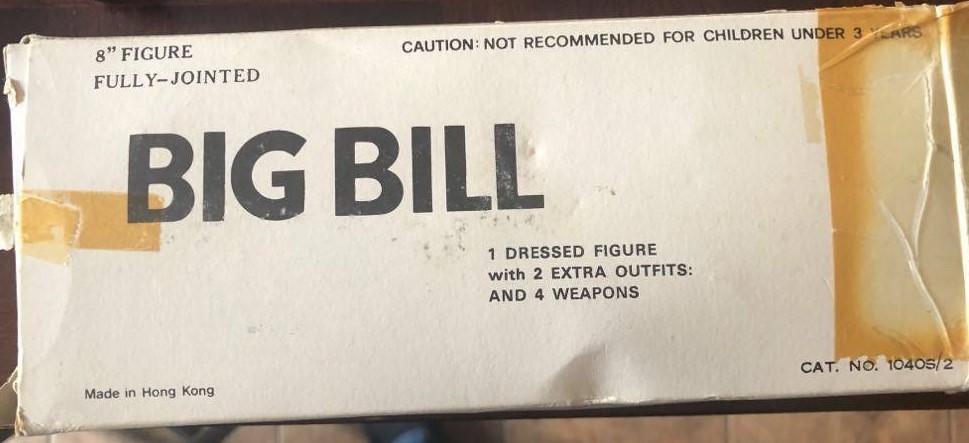 8” FIGURE
FULLY-JOINTED
CAUTION: NOT RECOMMENDED FOR CHILDREN UNDER 3 YEARS
BIG BILL
1 DRESSED FIGURE
with 2 EXTRA OUTFITS:
AND 4 WEAPONS
CAT. NO. 1040S/2
Made in Hong Kong